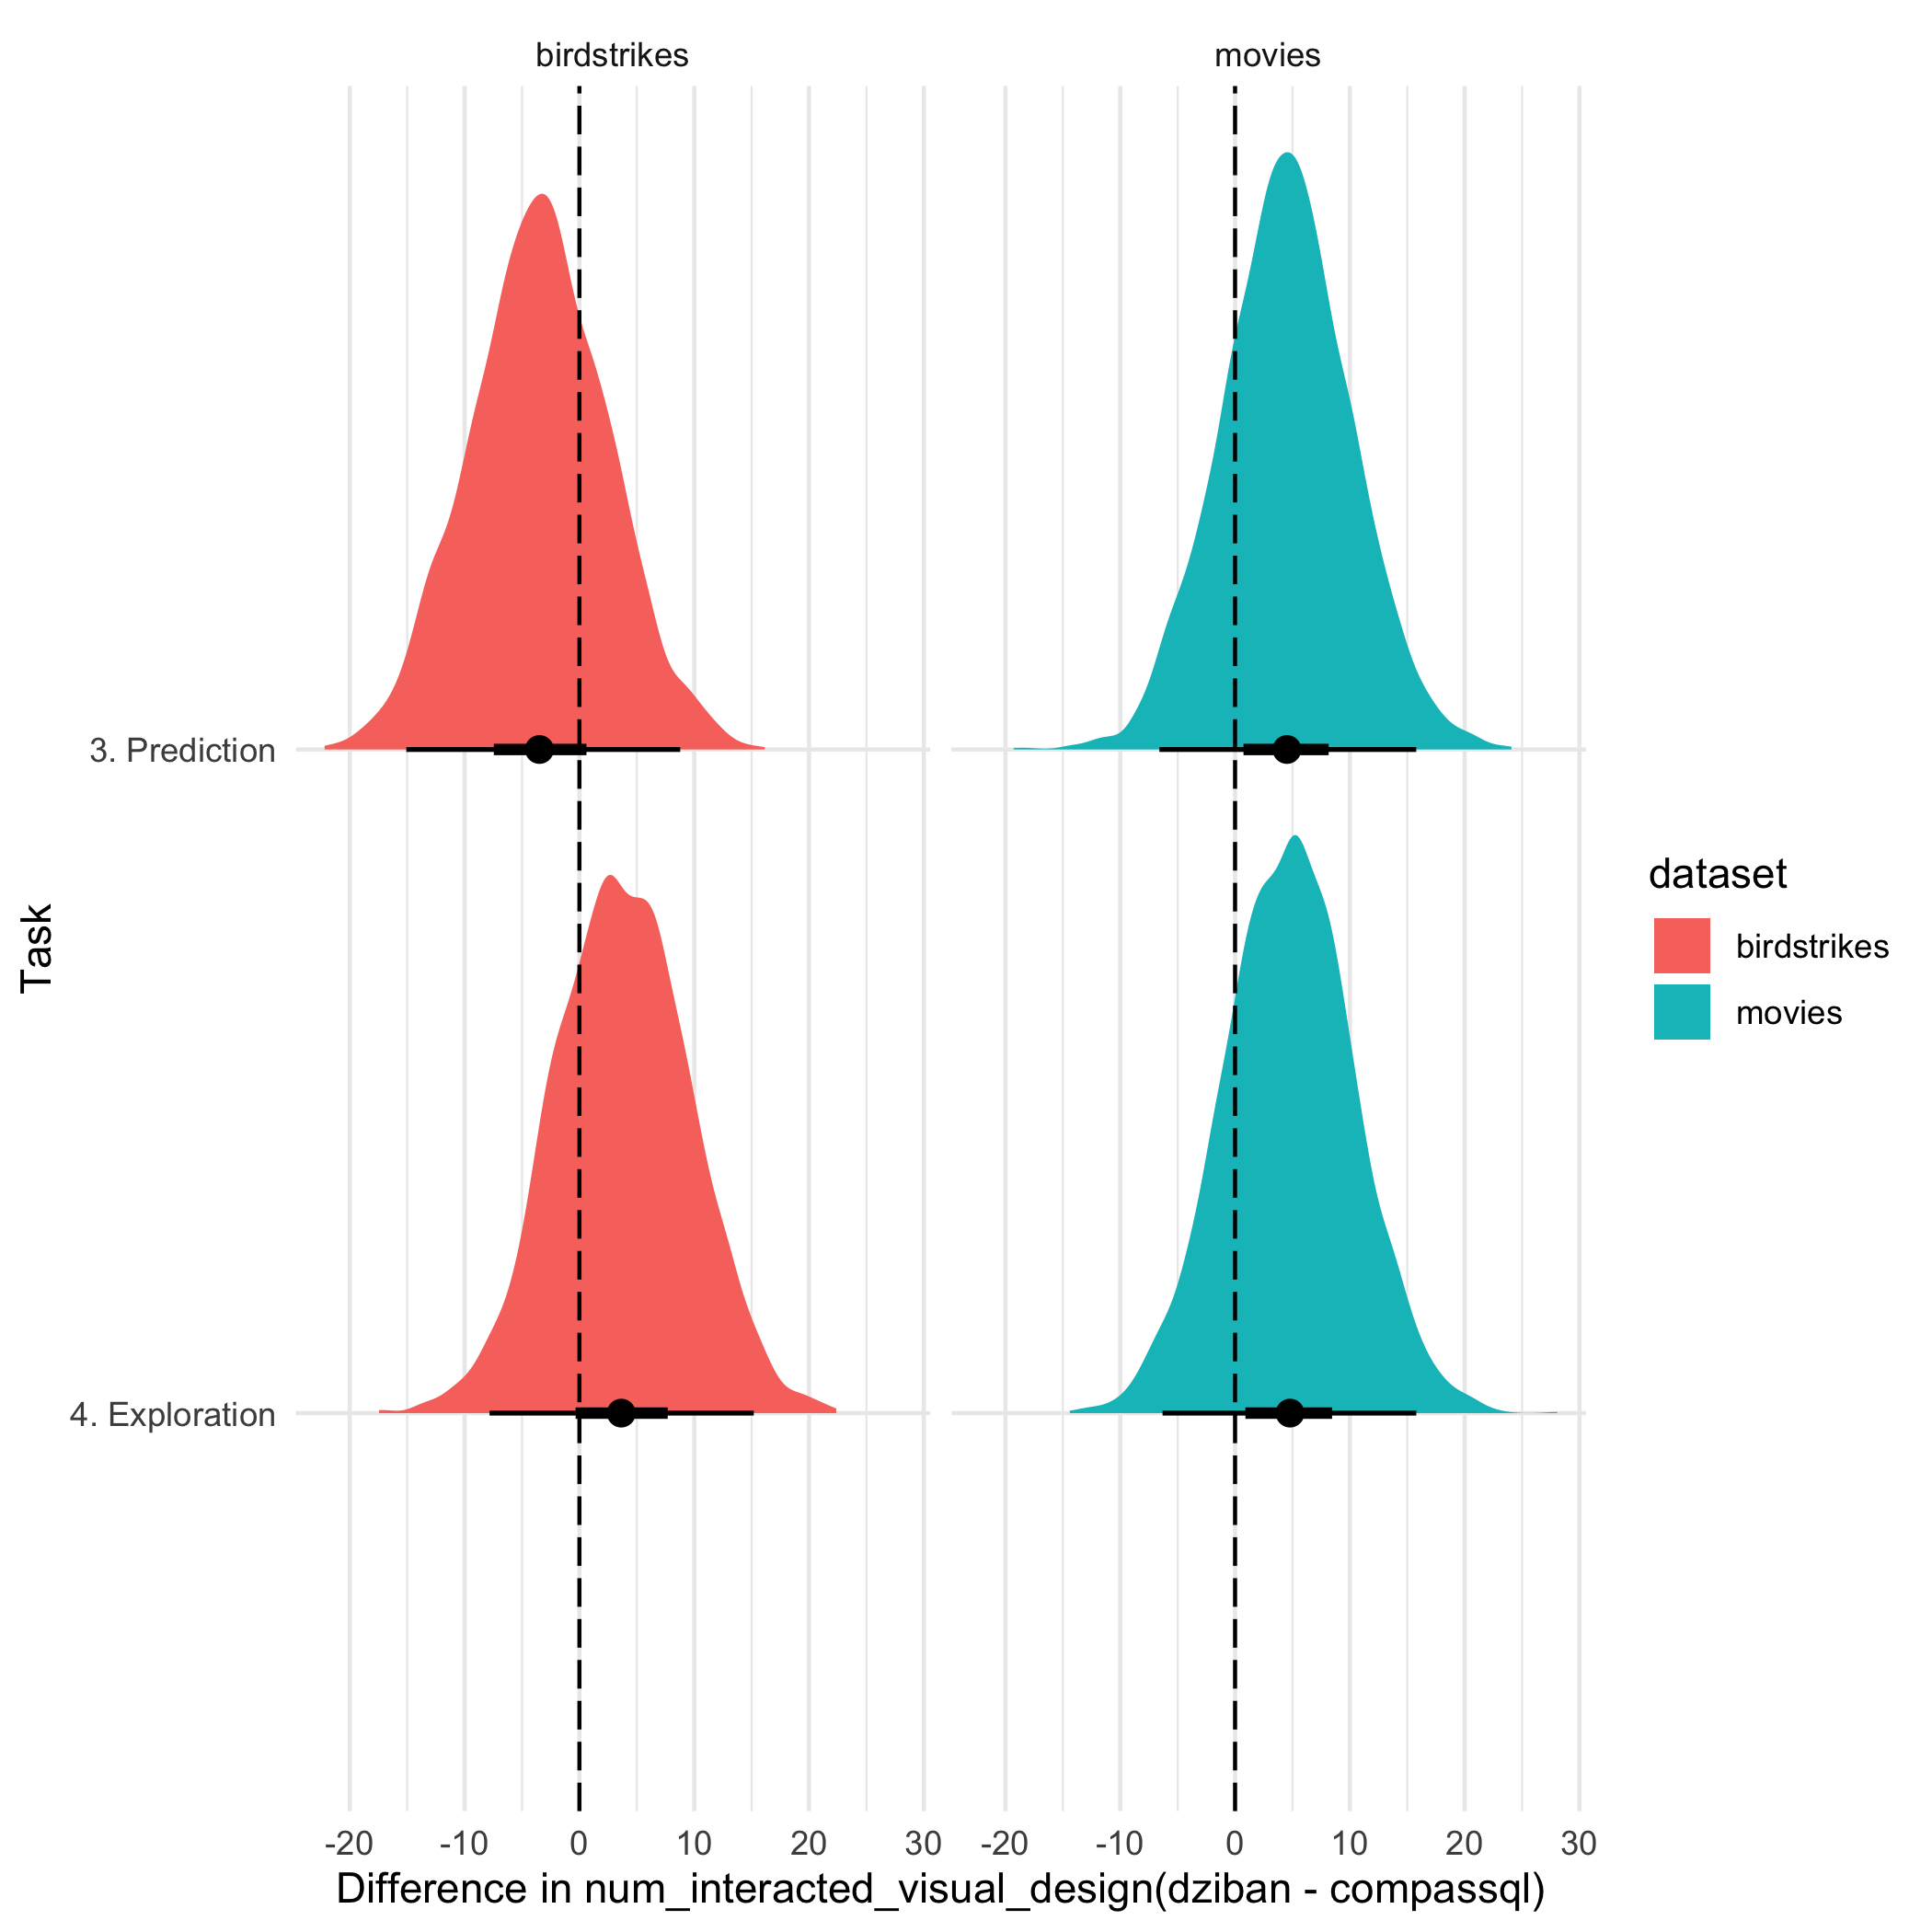 birdstrikes
movies
3. Prediction
4. Exploration
Task
-20 -10 0 10 20 30 -20 -10 0 10 20 30
Difference in num_interacted_visual_design(dziban - compassql)
dataset
birdstrikes
movies